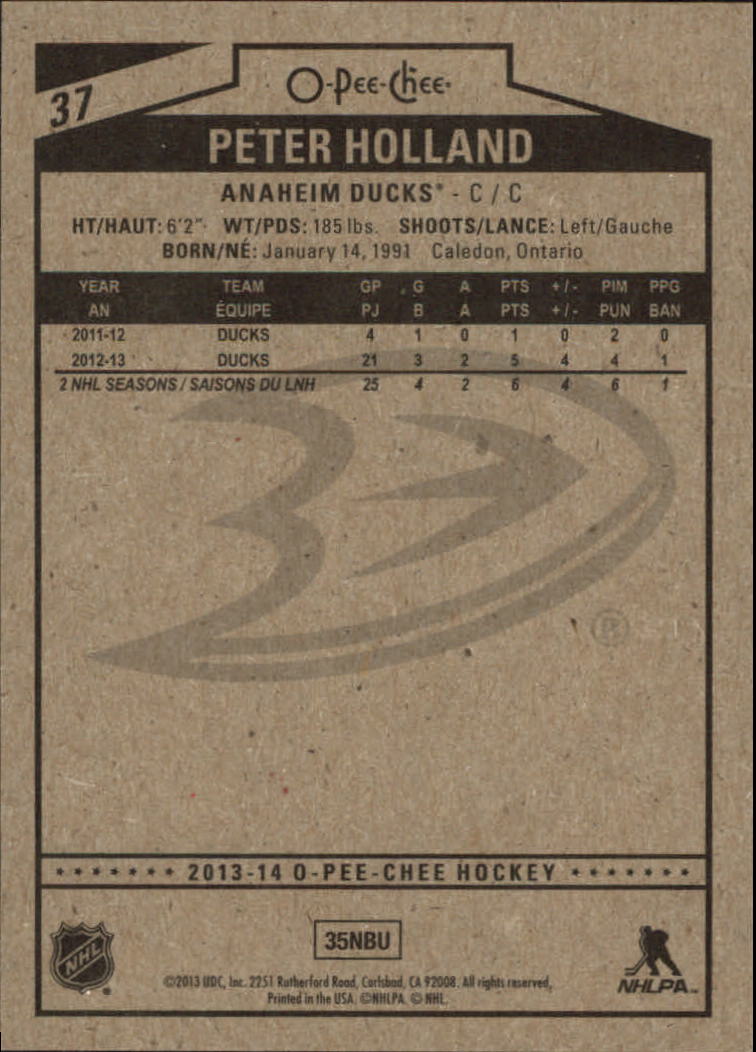 37
O-Pee-Chee
PETER HOLLAND
ANAHEIM DUCKS® - C / C
HT/HAUT: 6'2" WT/PDS: 185 lbs. SHOOTS/LANCE: Left/Gauche
BORN/NÉ: January 14, 1991 Caledon, Ontario
YEAR TEAM GP G A PTS +/- PIM PPG
AN ÉQUIPE PJ B A PTS +/- PUN BAN
2011-12 DUCKS 4 1 0 1 0 2 0
2012-13 DUCKS 21 3 2 5 4 4 1
2 NHL SEASONS / SAISONS DU LNH 25 4 2 6 4 6 1
®
2013-14 O-PEE-CHEE HOCKEY
NHL
35NBU
NHLPA™
©2013 UDC, Inc. 2251 Rutherford Road, Carlsbad, CA 92008. All rights reserved.
Printed in the USA. ©NHLPA. © NHL.